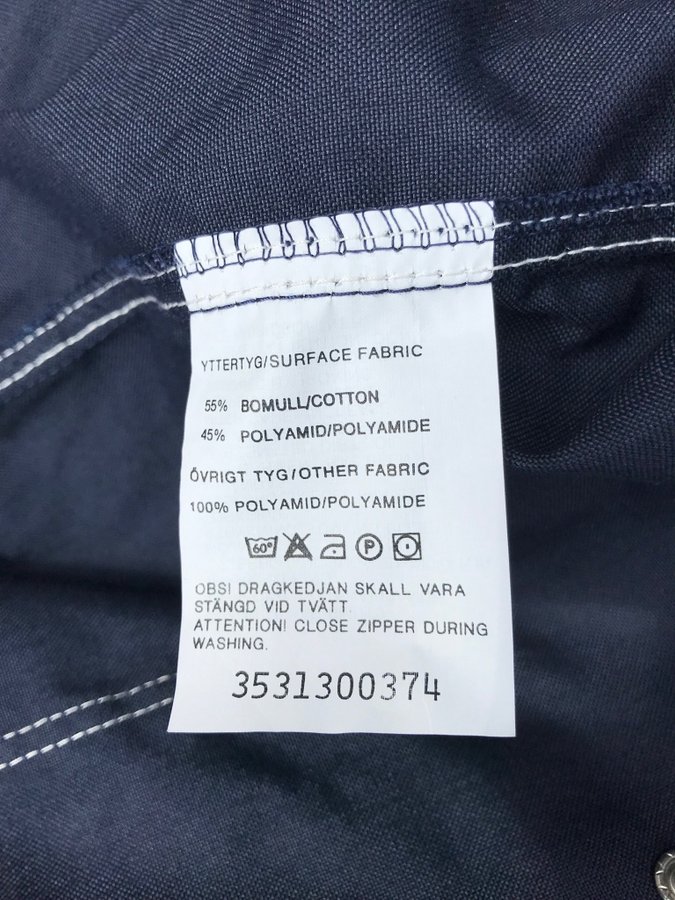 YTTERTYG/SURFACE FABRIC
55% BOMULL/COTTON
45% POLYAMID/POLYAMIDE
ÖVRIGT TYG/OTHER FABRIC
100% POLYAMID/POLYAMIDE
60° P
OBS! DRAGKEDJAN SKALL VARA
STÄNGD VID TVÄTT.
ATTENTION! CLOSE ZIPPER DURING
WASHING.
3531300374